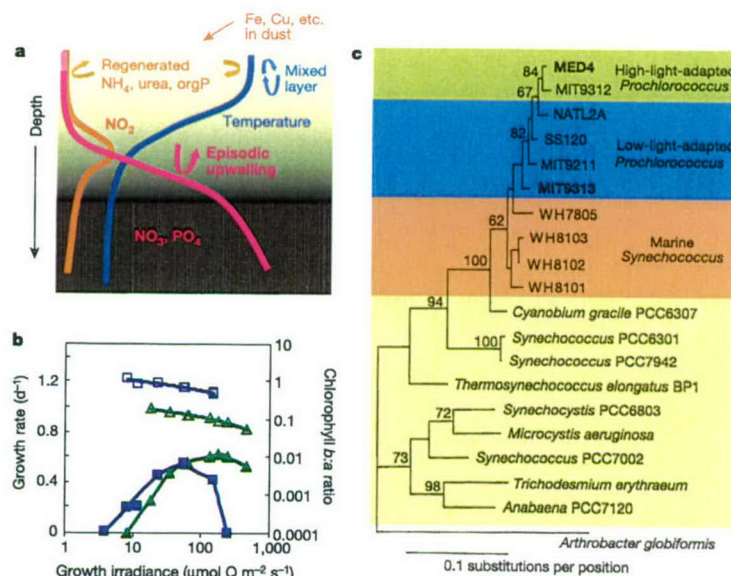 a
Fe, Cu, etc.
in dust
Regenerated
NH4, urea, orgP
Mixed
layer
NO2
Temperature
Depth
Episodic
upwelling
NO3, PO4
b
Growth rate (d–1)
1.2
0.8
0.4
0
10
1
0.1
0.01
0.001
0.0001
Chlorophyll b:a ratio
1
10
100
1,000
Growth irradiance (µmol Q m–2 s–1)
c
84
MED4
MIT9312
High-light-adapted
Prochlorococcus
67
NATL2A
82
SS120
MIT9211
MIT9313
Low-light-adapted
Prochlorococcus
62
WH7805
WH8103
WH8102
WH8101
Marine
Synechococcus
100
94
Cyanobium gracile PCC6307
100
Synechococcus PCC6301
Synechococcus PCC7942
Thermosynechococcus elongatus BP1
72
Synechocystis PCC6803
Microcystis aeruginosa
73
Synechococcus PCC7002
98
Trichodesmium erythraeum
Anabaena PCC7120
Arthrobacter globiformis
0.1 substitutions per position